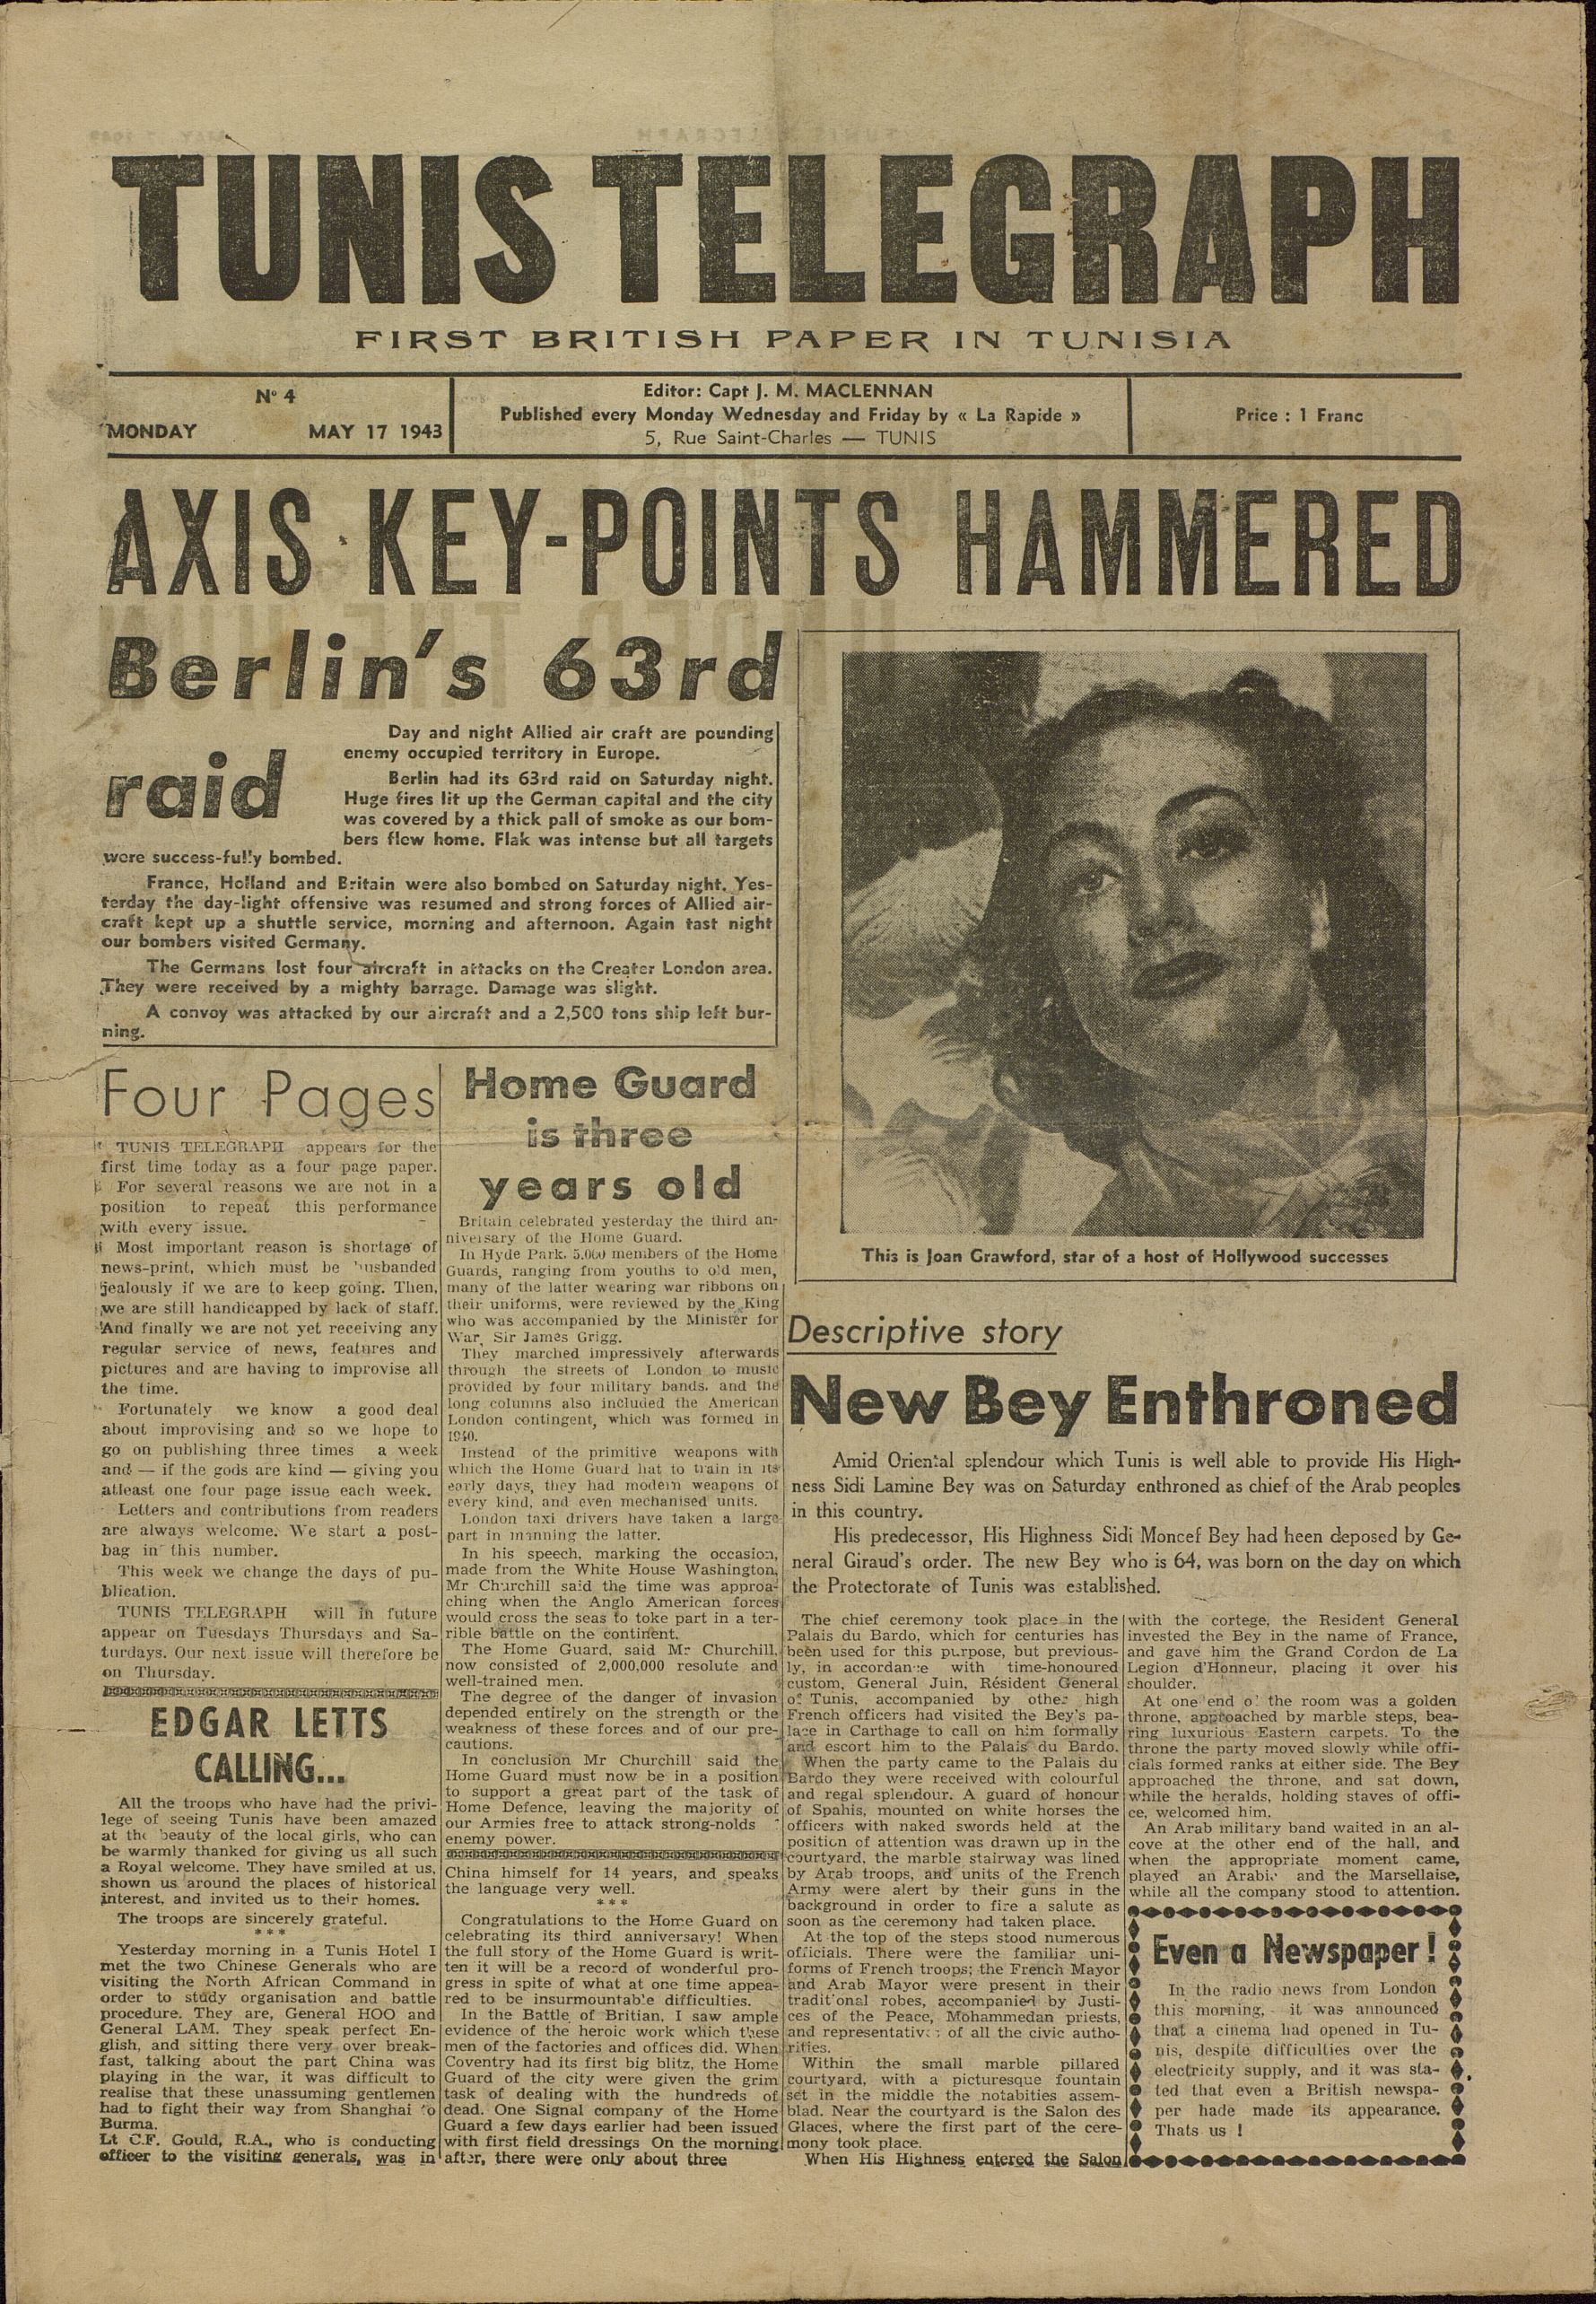 TUNIS TELEGRAPH
FIRST BRITISH PAPER IN TUNISIA
N° 4
MONDAY MAY 17 1943
Editor: Capt J. M. MACLENNAN
Published every Monday Wednesday and Friday by « La Rapide »
5, Rue Saint-Charles — TUNIS
Price : 1 Franc
AXIS KEY-POINTS HAMMERED
Berlin's 63rd
raid
Day and night Allied air craft are pounding
enemy occupied territory in Europe.
Berlin had its 63rd raid on Saturday night.
Huge fires lit up the German capital and the city
was covered by a thick pall of smoke as our bom-
bers flew home. Flak was intense but all targets
were success-fully bombed.
France, Holland and Britain were also bombed on Saturday night. Yes-
terday the day-light offensive was resumed and strong forces of Allied air-
craft kept up a shuttle service, morning and afternoon. Again tast night
our bombers visited Germany.
The Germans lost four aircraft in attacks on the Greater London area.
They were received by a mighty barrage. Damage was slight.
A convoy was attacked by our aircraft and a 2,500 tons ship left bur-
ning.
This is Joan Grawford, star of a host of Hollywood successes
Four Pages
TUNIS TELEGRAPH appears for the
first time today as a four page paper.
For several reasons we are not in a
position to repeat this performance
with every issue.
Most important reason is shortage of
news-print, which must be husbanded
jealously if we are to keep going. Then,
we are still handicapped by lack of staff.
And finally we are not yet receiving any
regular service of news, features and
pictures and are having to improvise all
the time.
Fortunately we know a good deal
about improvising and so we hope to
go on publishing three times a week
and — if the gods are kind — giving you
atleast one four page issue each week.
Letters and contributions from readers
are always welcome. We start a post-
bag in this number.
This week we change the days of pu-
blication.
TUNIS TELEGRAPH will in future
appear on Tuesdays Thursdays and Sa-
turdays. Our next issue will therefore be
on Thursday.
EDGAR LETTS
CALLING...
All the troops who have had the privi-
lege of seeing Tunis have been amazed
at the beauty of the local girls, who can
be warmly thanked for giving us all such
a Royal welcome. They have smiled at us,
shown us around the places of historical
interest, and invited us to their homes.
The troops are sincerely grateful.
* * *
Yesterday morning in a Tunis Hotel I
met the two Chinese Generals who are
visiting the North African Command in
order to study organisation and battle
procedure. They are, General HOO and
General LAM. They speak perfect En-
glish, and sitting there very over break-
fast, talking about the part China was
playing in the war, it was difficult to
realise that these unassuming gentlemen
had to fight their way from Shanghai to
Burma.
Lt C.F. Gould, R.A., who is conducting
officer to the visiting generals, was in
Home Guard
is three
years old
Britain celebrated yesterday the third an-
niversary of the Home Guard.
In Hyde Park, 5,000 members of the Home
Guards, ranging from youths to old men,
many of the latter wearing war ribbons on
their uniforms, were reviewed by the King
who was accompanied by the Minister for
War, Sir James Grigg.
They marched impressively afterwards
through the streets of London to music
provided by four military bands, and the
long columns also included the American
London contingent, which was formed in
1940.
Instead of the primitive weapons with
which the Home Guard hat to train in its
early days, they had modern weapons of
every kind, and even mechanised units.
London taxi drivers have taken a large
part in manning the latter.
In his speech, marking the occasion,
made from the White House Washington,
Mr Churchill said the time was approa-
ching when the Anglo American forces
would cross the seas to toke part in a ter-
rible battle on the continent.
The Home Guard, said Mr Churchill,
now consisted of 2,000,000 resolute and
well-trained men.
The degree of the danger of invasion
depended entirely on the strength or the
weakness of these forces and of our pre-
cautions.
In conclusion Mr Churchill said the
Home Guard must now be in a position
to support a great part of the task of
Home Defence, leaving the majority of
our Armies free to attack strong-nolds
enemy power.
China himself for 14 years, and speaks
the language very well.
* * *
Congratulations to the Home Guard on
celebrating its third anniversary! When
the full story of the Home Guard is writ-
ten it will be a record of wonderful pro-
gress in spite of what at one time appea-
red to be insurmountable difficulties.
In the Battle of Britian, I saw ample
evidence of the heroic work which these
men of the factories and offices did. When
Coventry had its first big blitz, the Home
Guard of the city were given the grim
task of dealing with the hundreds of
dead. One Signal company of the Home
Guard a few days earlier had been issued
with first field dressings On the morning
after, there were only about three
Descriptive story
New Bey Enthroned
Amid Oriental splendour which Tunis is well able to provide His High-
ness Sidi Lamine Bey was on Saturday enthroned as chief of the Arab peoples
in this country.
His predecessor, His Highness Sidi Moncef Bey had heen deposed by Ge-
neral Giraud's order. The new Bey who is 64, was born on the day on which
the Protectorate of Tunis was established.
The chief ceremony took place in the
Palais du Bardo, which for centuries has
been used for this purpose, but previous-
ly, in accordance with time-honoured
custom, General Juin, Résident General
of Tunis, accompanied by other high
French officers had visited the Bey's pa-
lace in Carthage to call on him formally
and escort him to the Palais du Bardo.
When the party came to the Palais du
Bardo they were received with colourful
and regal splendour. A guard of honour
of Spahis, mounted on white horses the
officers with naked swords held at the
position of attention was drawn up in the
courtyard, the marble stairway was lined
by Arab troops, and units of the French
Army were alert by their guns in the
background in order to fire a salute as
soon as the ceremony had taken place.
At the top of the steps stood numerous
officials. There were the familiar uni-
forms of French troops; the French Mayor
and Arab Mayor were present in their
traditional robes, accompanied by Justi-
ces of the Peace, Mohammedan priests,
and representatives of all the civic autho-
rities.
Within the small marble pillared
courtyard, with a picturesque fountain
set in the middle the notabities assem-
blad. Near the courtyard is the Salon des
Glaces, where the first part of the cere-
mony took place.
When His Highness entered the Salon
with the cortege, the Resident General
invested the Bey in the name of France,
and gave him the Grand Cordon de La
Legion d'Honneur, placing it over his
shoulder.
At one end of the room was a golden
throne, approached by marble steps, bea-
ring luxurious Eastern carpets. To the
throne the party moved slowly while offi-
cials formed ranks at either side. The Bey
approached the throne, and sat down,
while the heralds, holding staves of offi-
ce, welcomed him.
An Arab military band waited in an al-
cove at the other end of the hall, and
when the appropriate moment came,
played an Arabic and the Marsellaise,
while all the company stood to attention.
Even a Newspaper !
In the radio news from London
this morning, it was announced
that a cinema had opened in Tu-
nis, despite difficulties over the
electricity supply, and it was sta-
ted that even a British newspa-
per hade made its appearance.
Thats us !